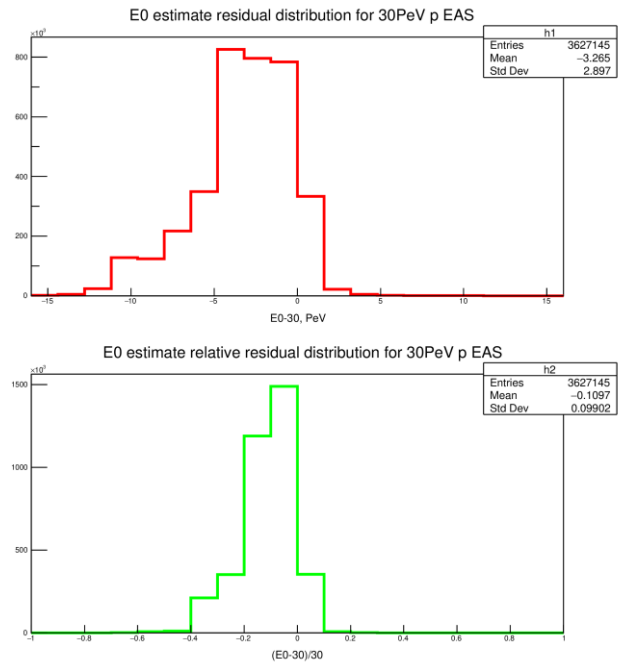 E0 estimate residual distribution for 30PeV p EAS
×10³
h1
Entries 3627145
Mean −3.265
Std Dev 2.897
800
600
400
200
0
−15 −10 −5 0 5 10 15
E0-30, PeV
E0 estimate relative residual distribution for 30PeV p EAS
×10³
h2
Entries 3627145
Mean −0.1097
Std Dev 0.09902
1500
1000
500
0
−1 −0.8 −0.6 −0.4 −0.2 0 0.2 0.4 0.6 0.8 1
(E0-30)/30